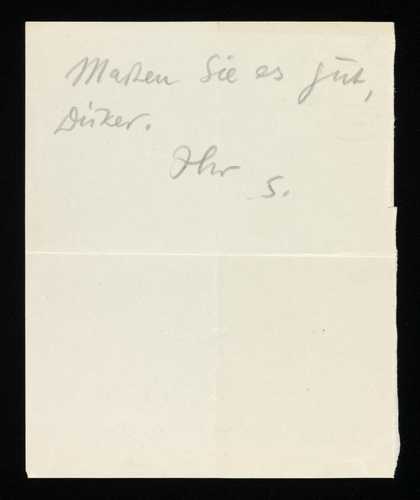 Machen Sie es gut,
Dicker.
Ihr
S.